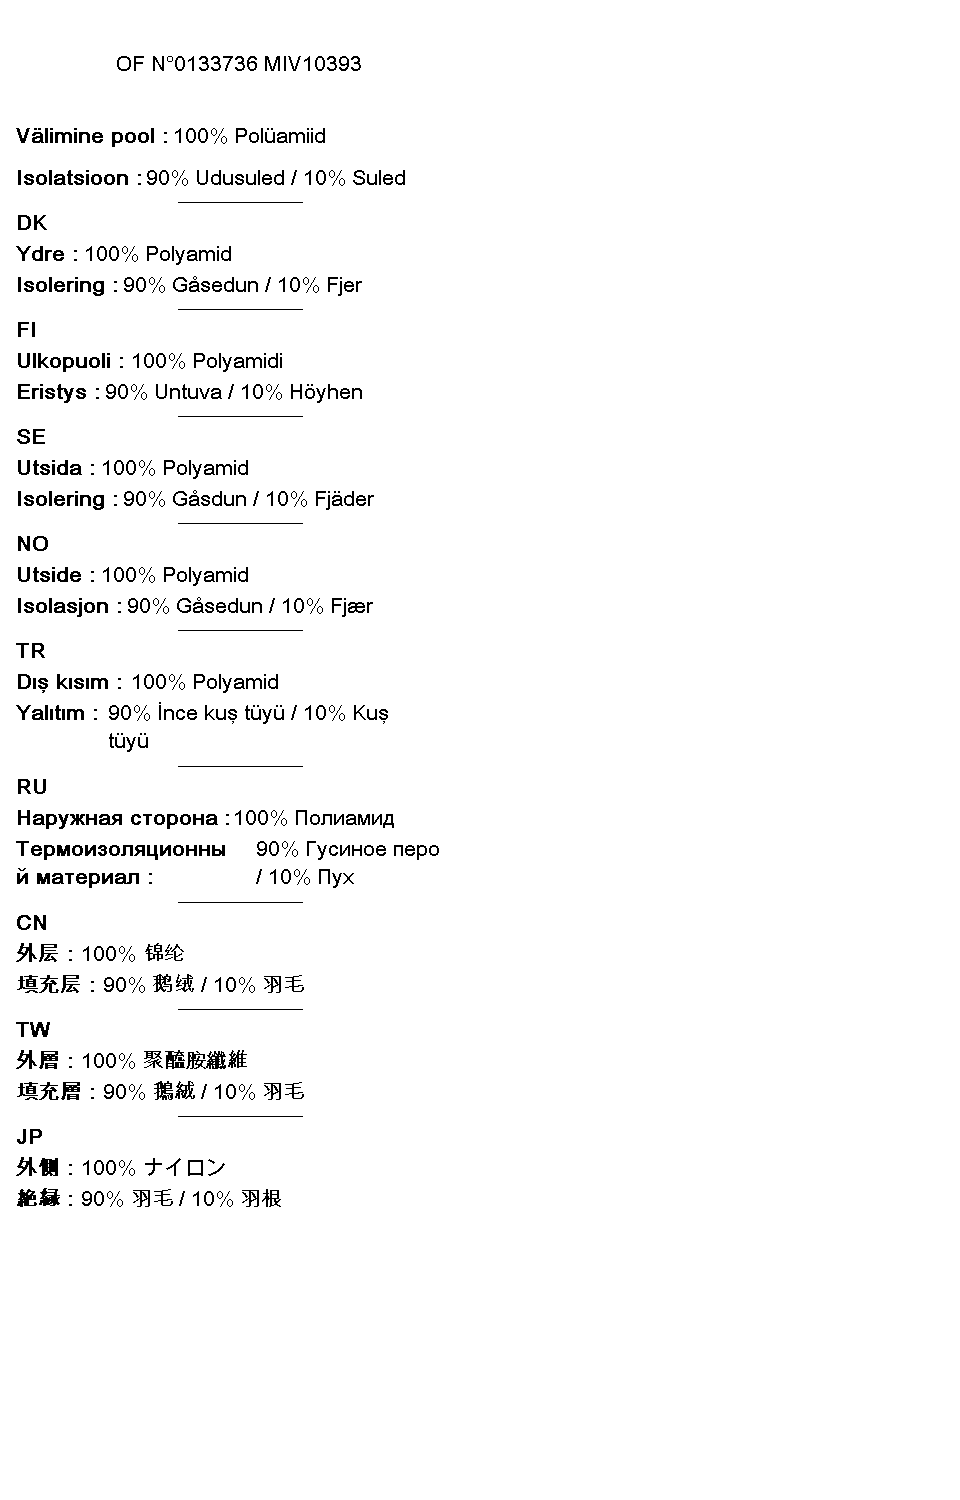 OF N°0133736 MIV10393
Välimine pool : 100% Polüamiid
Isolatsioon : 90% Udusuled / 10% Suled
DK
Ydre : 100% Polyamid
Isolering : 90% Gåsedun / 10% Fjer
FI
Ulkopuoli : 100% Polyamidi
Eristys : 90% Untuva / 10% Höyhen
SE
Utsida : 100% Polyamid
Isolering : 90% Gåsdun / 10% Fjäder
NO
Utside : 100% Polyamid
Isolasjon : 90% Gåsedun / 10% Fjær
TR
Dış kısım : 100% Polyamid
Yalıtım : 90% İnce kuş tüyü / 10% Kuş
tüyü
RU
Наружная сторона : 100% Полиамид
Термоизоляционны 90% Гусиное перо
й материал : / 10% Пух
CN
外层 : 100% 锦纶
填充层 : 90% 鹅绒 / 10% 羽毛
TW
外層 : 100% 聚醯胺纖維
填充層 : 90% 鵝絨 / 10% 羽毛
JP
外側 : 100% ナイロン
絶縁 : 90% 羽毛 / 10% 羽根